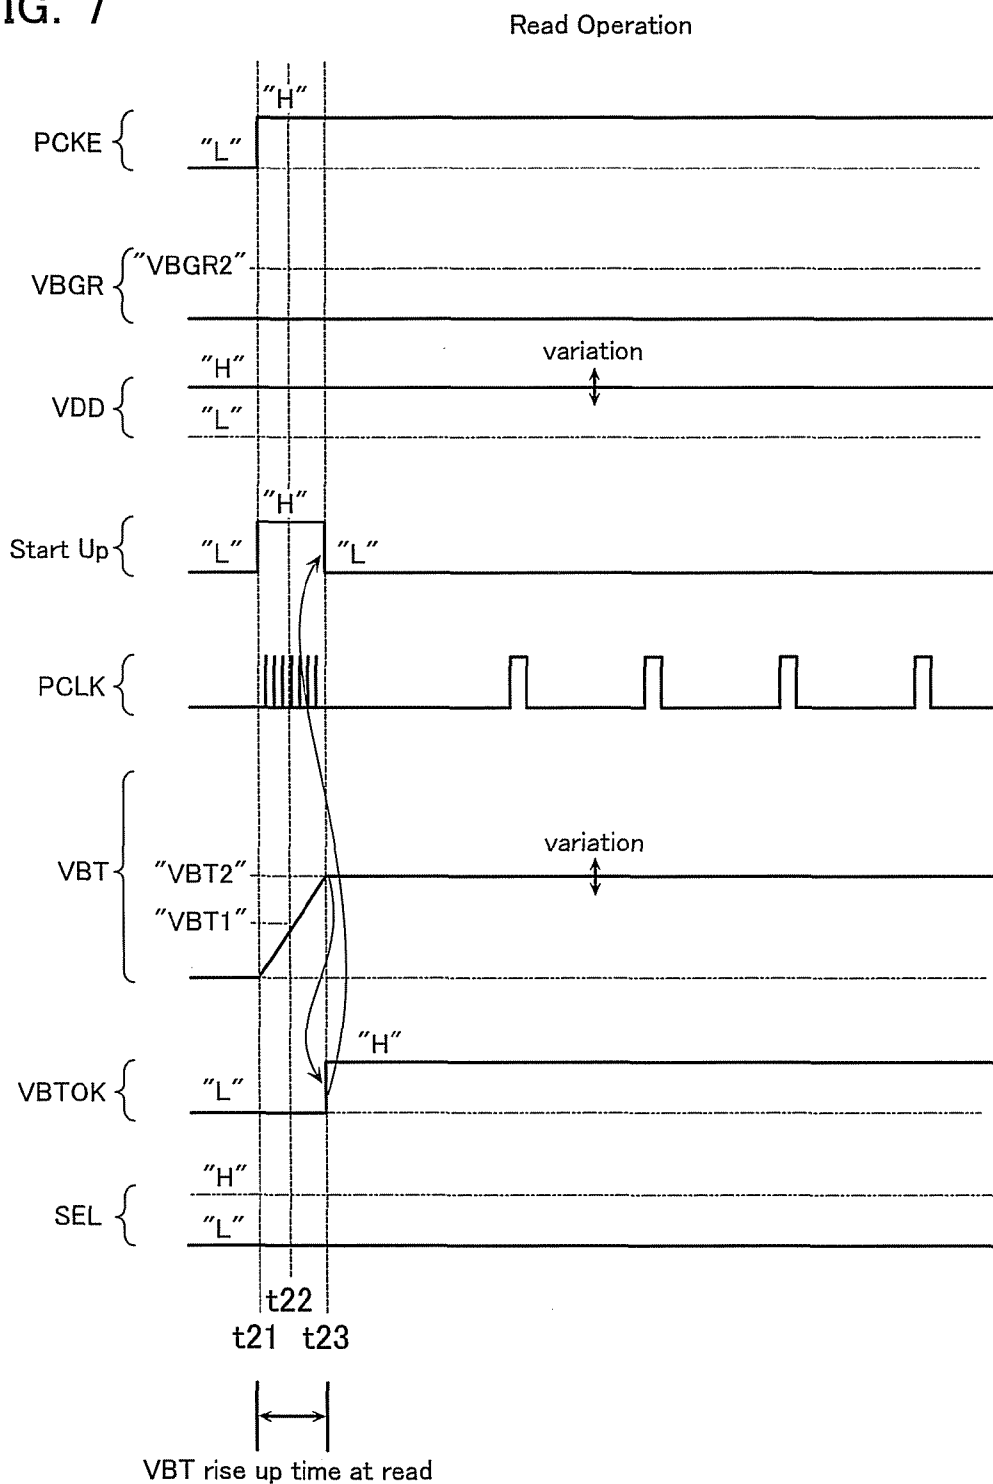 IG. 7
Read Operation
"H"
PCKE
"L"
"VBGR2"
VBGR
variation
"H"
VDD
"L"
"H"
Start Up
"L"
"L"
PCLK
variation
VBT
"VBT2"
"VBT1"
"H"
VBTOK
"L"
"H"
SEL
"L"
t22
t21 t23
VBT rise up time at read